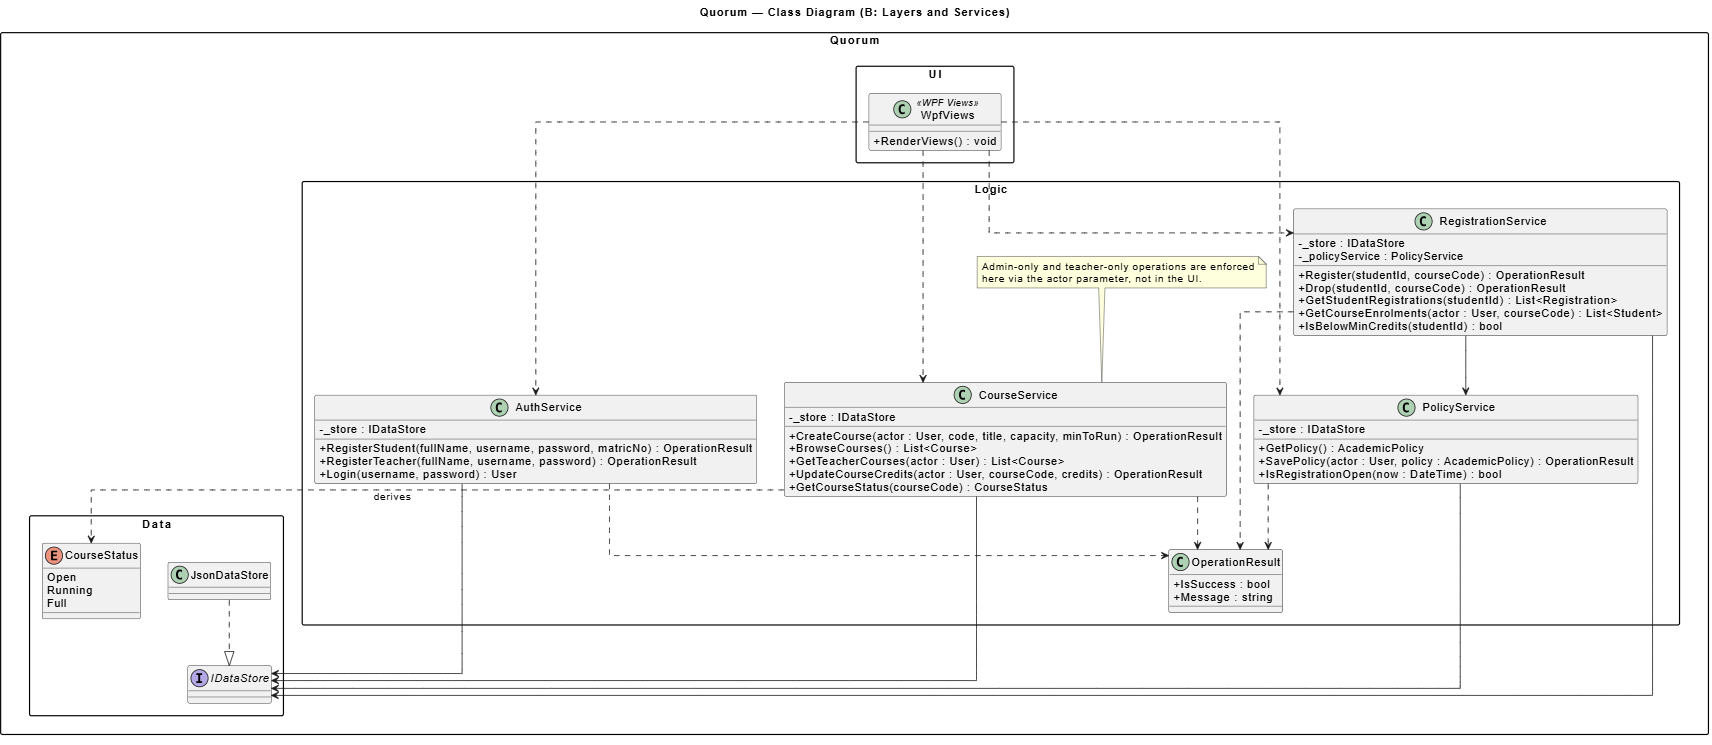 Quorum — Class Diagram (B: Layers and Services)
Quorum
UI
C
«WPF Views»
WpfViews
+RenderViews() : void
Logic
C RegistrationService
-_store : IDataStore
-_policyService : PolicyService
+Register(studentId, courseCode) : OperationResult
+Drop(studentId, courseCode) : OperationResult
+GetStudentRegistrations(studentId) : List<Registration>
+GetCourseEnrolments(actor : User, courseCode) : List<Student>
+IsBelowMinCredits(studentId) : bool
Admin-only and teacher-only operations are enforced
here via the actor parameter, not in the UI.
C AuthService
-_store : IDataStore
+RegisterStudent(fullName, username, password, matricNo) : OperationResult
+RegisterTeacher(fullName, username, password) : OperationResult
+Login(username, password) : User
C CourseService
-_store : IDataStore
+CreateCourse(actor : User, code, title, capacity, minToRun) : OperationResult
+BrowseCourses() : List<Course>
+GetTeacherCourses(actor : User) : List<Course>
+UpdateCourseCredits(actor : User, courseCode, credits) : OperationResult
+GetCourseStatus(courseCode) : CourseStatus
C PolicyService
-_store : IDataStore
+GetPolicy() : AcademicPolicy
+SavePolicy(actor : User, policy : AcademicPolicy) : OperationResult
+IsRegistrationOpen(now : DateTime) : bool
derives
Data
E CourseStatus
Open
Running
Full
C JsonDataStore
C OperationResult
+IsSuccess : bool
+Message : string
I IDataStore